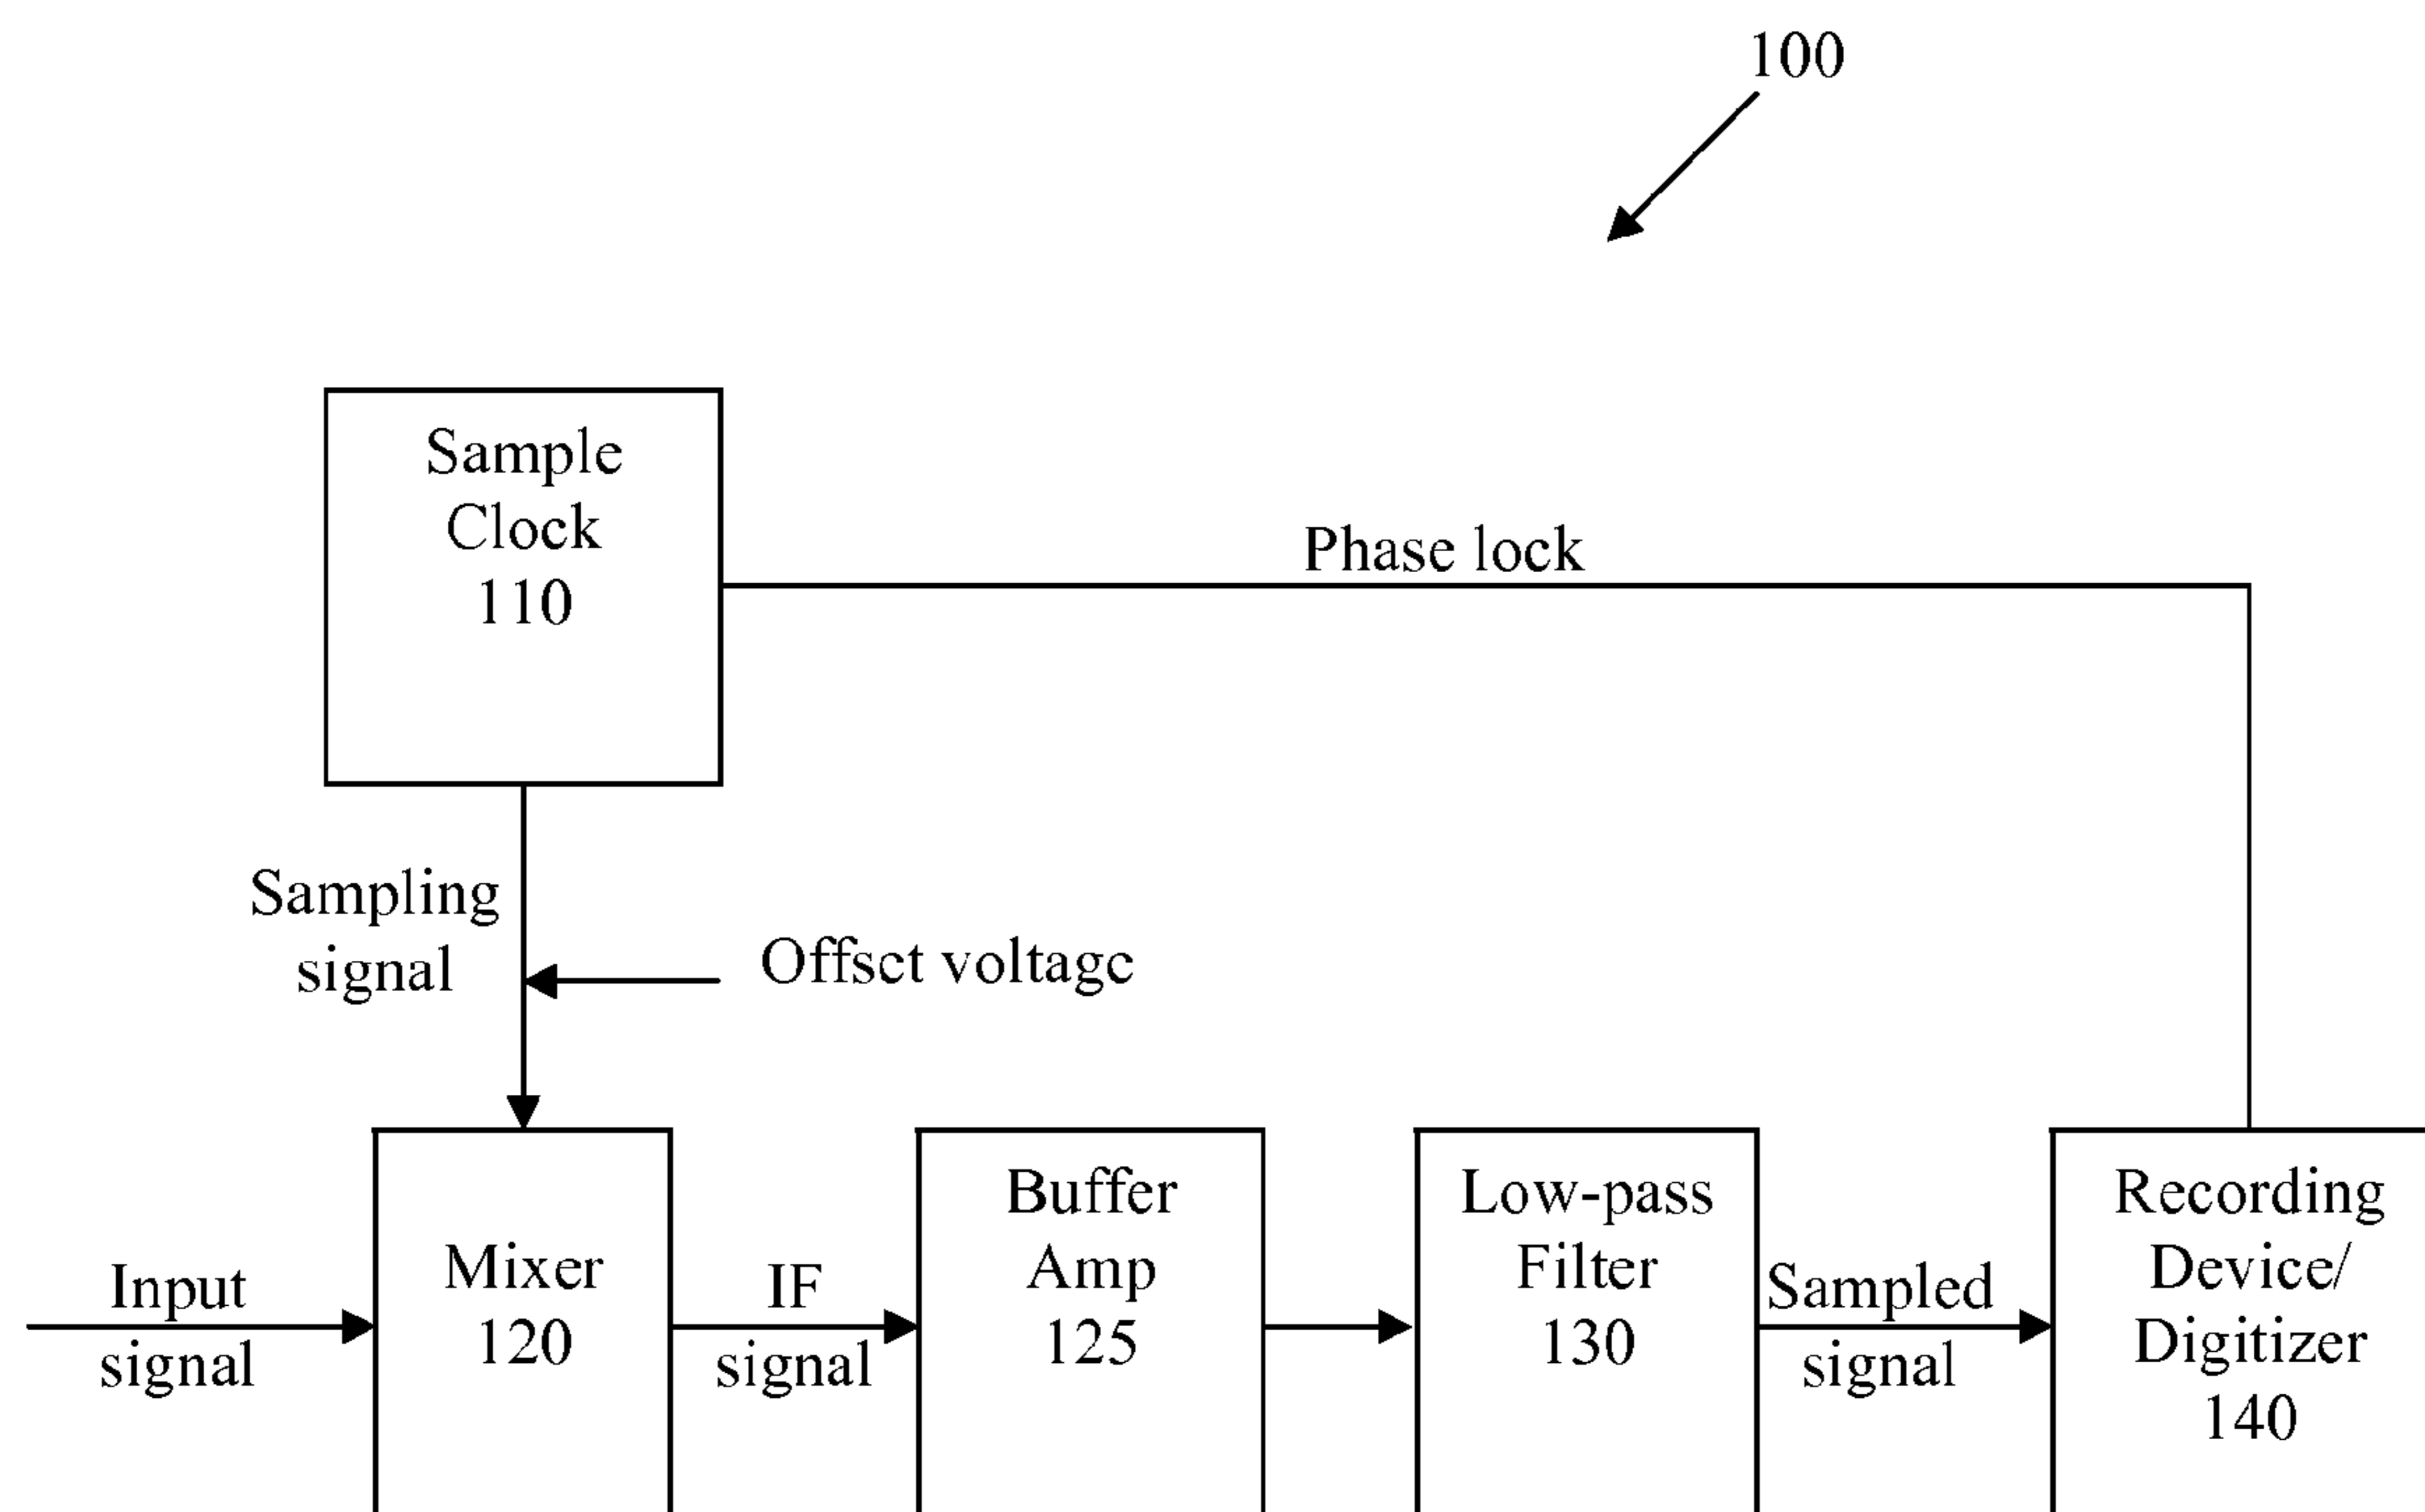 100
Sample
Clock
110
Phase lock
Sampling
signal
Offset voltage
Input
signal
Mixer
120
IF
signal
Buffer
Amp
125
Low-pass
Filter
130
Sampled
signal
Recording
Device/
Digitizer
140